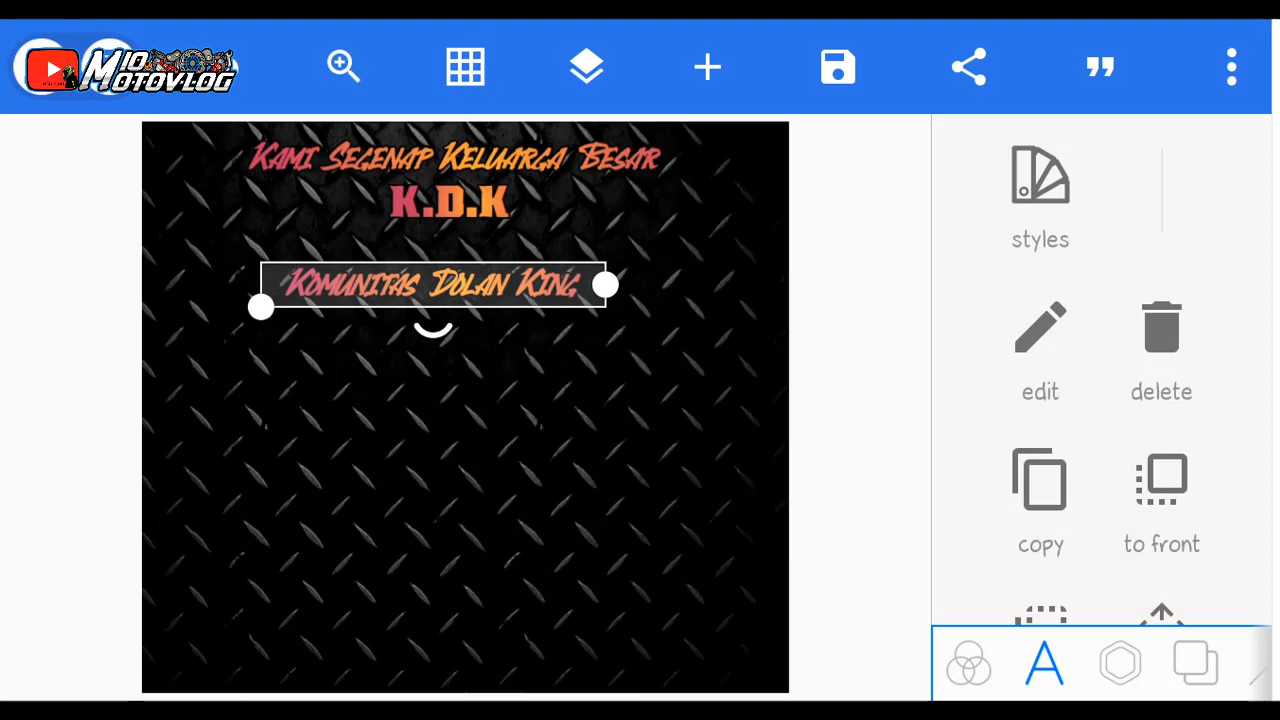 MIO
MOTOVLOG
KAMI SEGENAP KELUARGA BESAR
K.D.K
KOMUNITAS DOLAN KING
styles
edit
delete
copy
to front